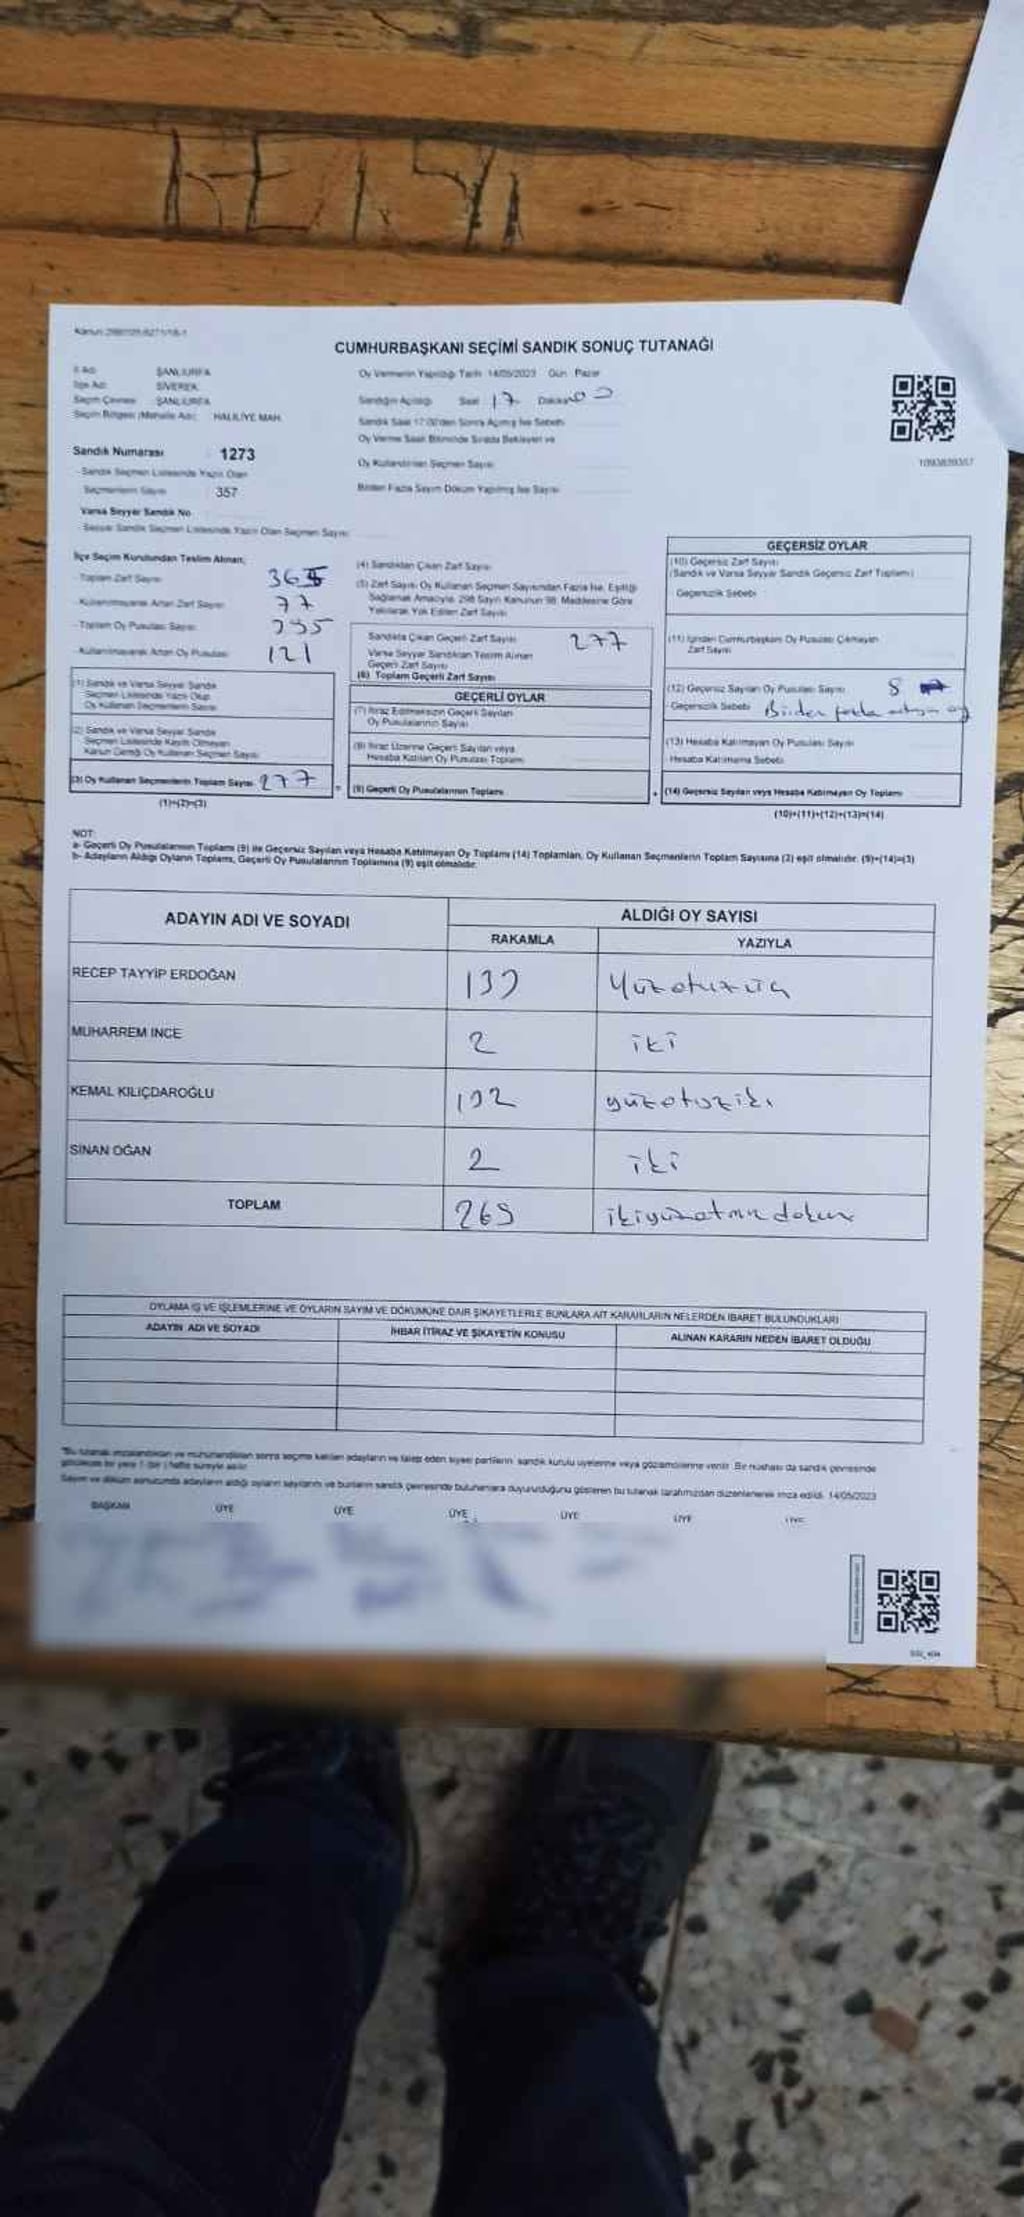 CUMHURBAŞKANI SEÇİMİ SANDIK SONUÇ TUTANAĞI
İl Adı: ŞANLIURFA
İlçe Adı: SİVEREK
Seçim Çevresi: ŞANLIURFA
Seçim Bölgesi (Mahalle Adı): HALİLİYE MAH.
Oy Vermenin Yapıldığı Tarih: 14/05/2023 Gün: Pazar
Sandığın Açıldığı Saat 17 Dakika
Sandık Saat 17:00'den Sonra Açılmış İse Sebebi
Oy Verme Saati Bitiminde Sırada Bekleyen ve
Oy Kullandırılan Seçmen Sayısı
Birden Fazla Sayım Döküm Yapılmış İse Sayısı
Sandık Numarası 1273
- Sandık Seçmen Listesinde Yazılı Olan
Seçmenlerin Sayısı 357
Varsa Seyyar Sandık No
Seyyar Sandık Seçmen Listesinde Yazılı Olan Seçmen Sayısı
İlçe Seçim Kurulundan Teslim Alınan;
- Toplam Zarf Sayısı 365
- Kullanılmayarak Artan Zarf Sayısı 77
- Toplam Oy Pusulası Sayısı
- Kullanılmayarak Artan Oy Pusulası 121
(1) Sandık ve Varsa Seyyar Sandık
Seçmen Listesinde Yazılı Olup
Oy Kullanan Seçmenlerin Sayısı
(2) Sandık ve Varsa Seyyar Sandık
Seçmen Listesinde Kayıtlı Olmayan
Kanun Gereği Oy Kullanan Seçmen Sayısı
(3) Oy Kullanan Seçmenlerin Toplam Sayısı 277
(1)+(2)=(3)
(4) Sandıktan Çıkan Zarf Sayısı
(5) Zarf Sayısı Oy Kullanan Seçmen Sayısından Fazla İse, Eşitliği
Sağlamak Amacıyla, 298 Sayılı Kanunun 98. Maddesine Göre
Yakılarak Yok Edilen Zarf Sayısı
Sandıkta Çıkan Geçerli Zarf Sayısı 277
Varsa Seyyar Sandıktan Teslim Alınan
Geçerli Zarf Sayısı
(6) Toplam Geçerli Zarf Sayısı
GEÇERLİ OYLAR
(7) İtiraz Edilmeksizin Geçerli Sayılan
Oy Pusulalarının Sayısı
(8) İtiraz Üzerine Geçerli Sayılan veya
Hesaba Katılan Oy Pusulası Toplamı
(9) Geçerli Oy Pusulalarının Toplamı
GEÇERSİZ OYLAR
(10) Geçersiz Zarf Sayısı
(Sandık ve Varsa Seyyar Sandık Geçersiz Zarf Toplamı)
Geçersizlik Sebebi
(11) İçinden Cumhurbaşkanı Oy Pusulası Çıkmayan
Zarf Sayısı
(12) Geçersiz Sayılan Oy Pusulası Sayısı 8
Geçersizlik Sebebi Birden fazla oy
(13) Hesaba Katılmayan Oy Pusulası Sayısı
Hesaba Katılmama Sebebi
(14) Geçersiz Sayılan veya Hesaba Katılmayan Oy Toplamı
(10)+(11)+(12)+(13)=(14)
NOT:
a- Geçerli Oy Pusulalarının Toplamı (9) ile Geçersiz Sayılan veya Hesaba Katılmayan Oy Toplamı (14) Toplamları, Oy Kullanan Seçmenlerin Toplam Sayısına (3) eşit olmalıdır. (9)+(14)=(3)
b- Adayların Aldığı Oyların Toplamı, Geçerli Oy Pusulalarının Toplamına (9) eşit olmalıdır.
ADAYIN ADI VE SOYADI
ALDIĞI OY SAYISI
RAKAMLA YAZIYLA
RECEP TAYYİP ERDOĞAN 133 yüzotuzüç
MUHARREM İNCE 2 iki
KEMAL KILIÇDAROĞLU 132 yüzotuziki
SİNAN OĞAN 2 iki
TOPLAM 269 ikiyüzatmışdokuz
OYLAMA İŞ VE İŞLEMLERİNE VE OYLARIN SAYIM VE DÖKÜMÜNE DAİR ŞİKAYETLERLE BUNLARA AİT KARARLARIN NELERDEN İBARET BULUNDUKLARI
ADAYIN ADI VE SOYADI
İHBAR İTİRAZ VE ŞİKAYETİN KONUSU
ALINAN KARARIN NEDEN İBARET OLDUĞU
Sayım ve döküm sonucunda adayların aldığı oyların sayılarını ve bunların sandık çevresinde bulunanlara duyurulduğunu gösteren bu tutanak tarafımızdan düzenlenerek imza edildi. 14/05/2023
BAŞKAN ÜYE ÜYE ÜYE ÜYE ÜYE ÜYE